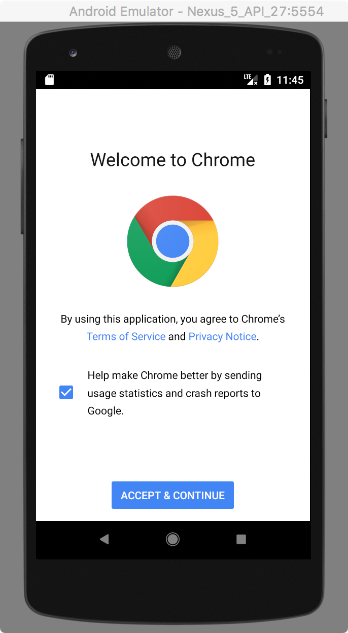 Android Emulator - Nexus_5_API_27:5554
LTE 11:45
Welcome to Chrome
By using this application, you agree to Chrome's
Terms of Service and Privacy Notice.
Help make Chrome better by sending
usage statistics and crash reports to
Google.
ACCEPT & CONTINUE